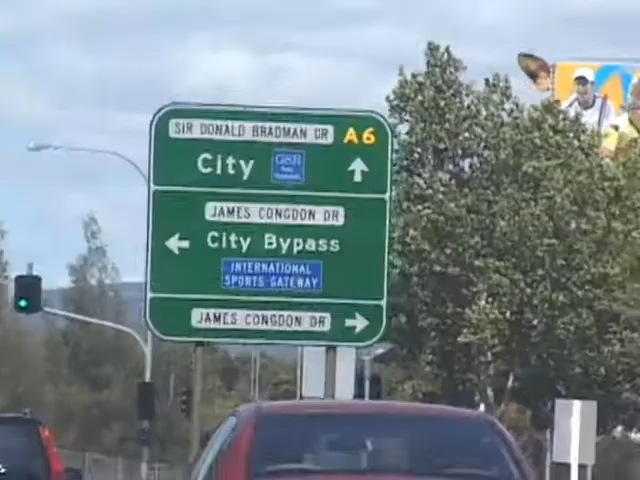 SIR DONALD BRADMAN DR A6
City GSR
JAMES CONGDON DR
City Bypass
INTERNATIONAL
SPORTS GATEWAY
JAMES CONGDON DR